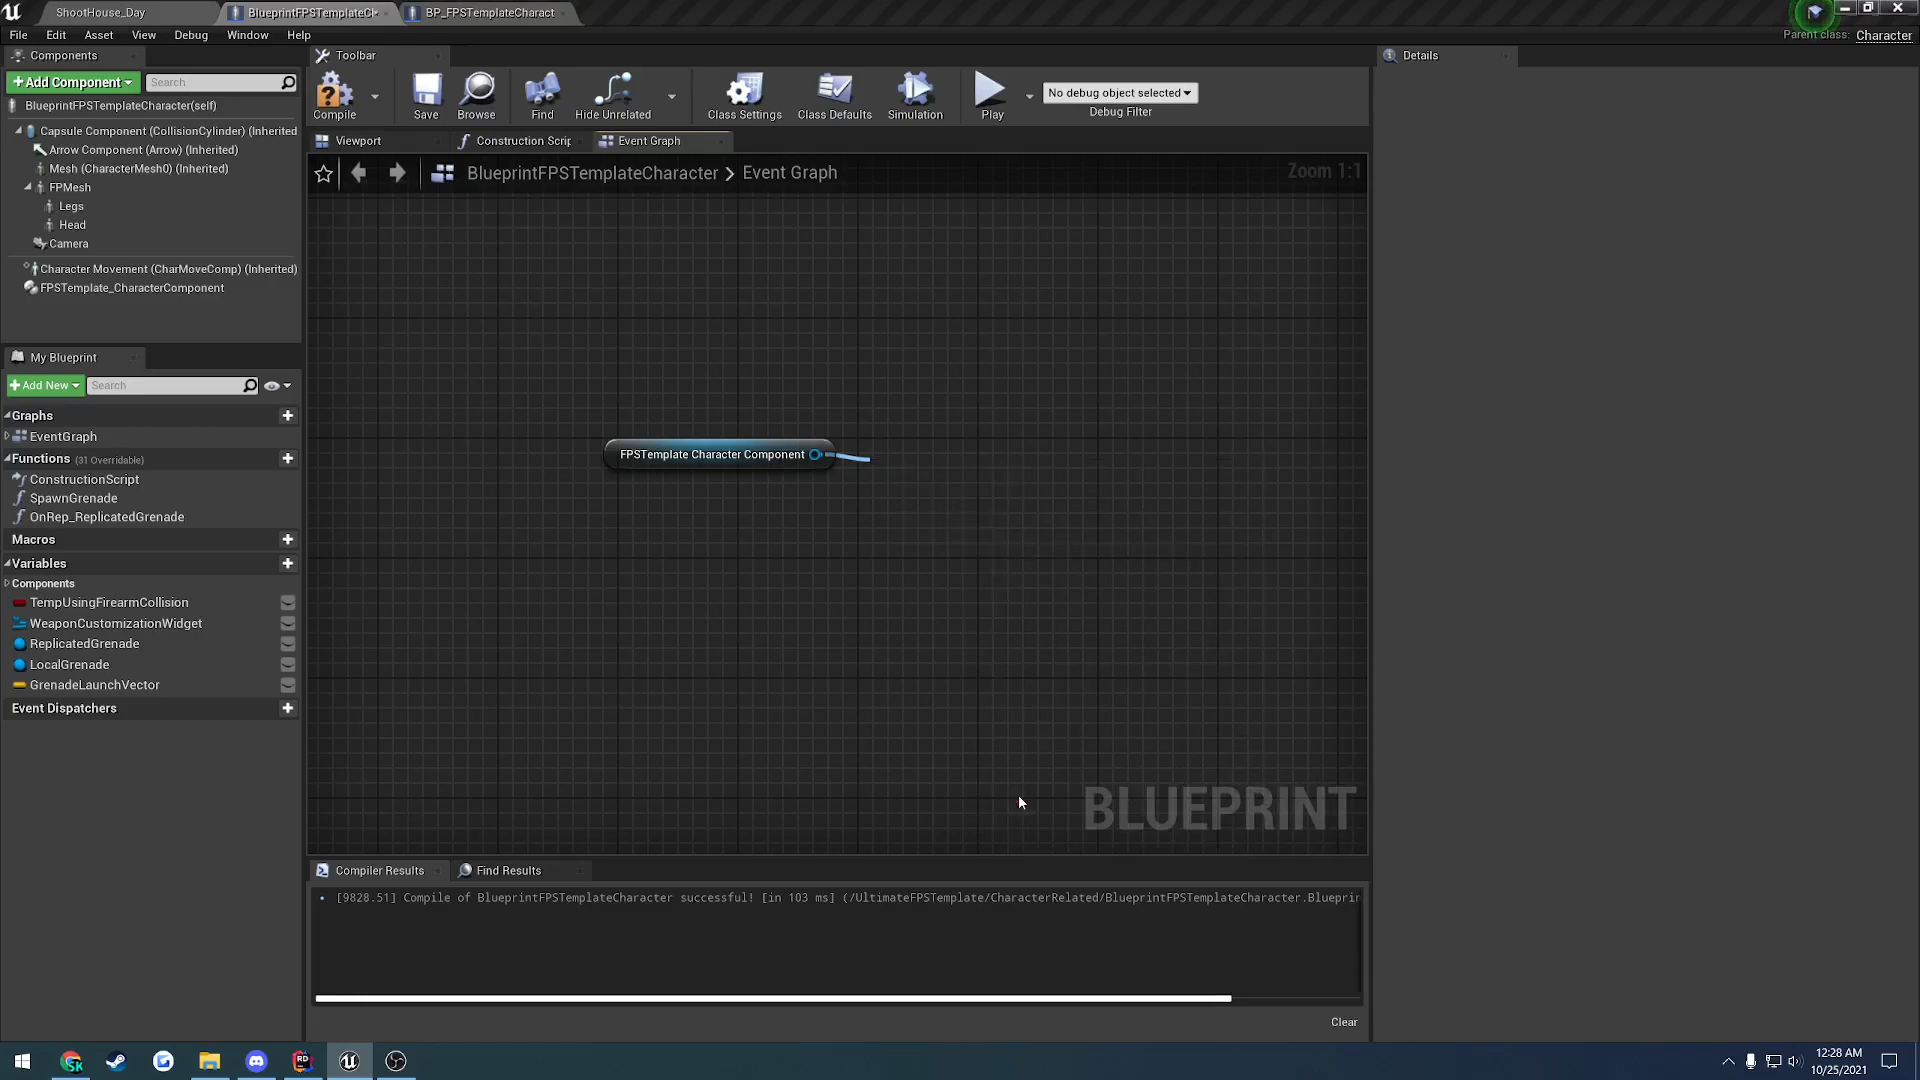 ShootHouse_Day
BlueprintFPSTemplateCh
BP_FPSTemplateCharact
File
Edit
Asset
View
Debug
Window
Help
Parent class: Character
Components
+Add Component
Search
BlueprintFPSTemplateCharacter(self)
Capsule Component (CollisionCylinder) (Inherited
Arrow Component (Arrow) (Inherited)
Mesh (CharacterMesh0) (Inherited)
FPMesh
Legs
Head
Camera
Character Movement (CharMoveComp) (Inherited)
FPSTemplate_CharacterComponent
My Blueprint
+Add New
Search
Graphs
EventGraph
Functions (31 Overridable)
ConstructionScript
SpawnGrenade
OnRep_ReplicatedGrenade
Macros
Variables
Components
TempUsingFirearmCollision
WeaponCustomizationWidget
ReplicatedGrenade
LocalGrenade
GrenadeLaunchVector
Event Dispatchers
Toolbar
Compile
Save
Browse
Find
Hide Unrelated
Class Settings
Class Defaults
Simulation
Play
No debug object selected
Debug Filter
Viewport
Construction Scrip
Event Graph
BlueprintFPSTemplateCharacter > Event Graph
Zoom 1:1
FPSTemplate Character Component
BLUEPRINT
Compiler Results
Find Results
[9828.51] Compile of BlueprintFPSTemplateCharacter successful! [in 103 ms] (/UltimateFPSTemplate/CharacterRelated/BlueprintFPSTemplateCharacter.Blueprin
Clear
Details
12:28 AM
10/25/2021